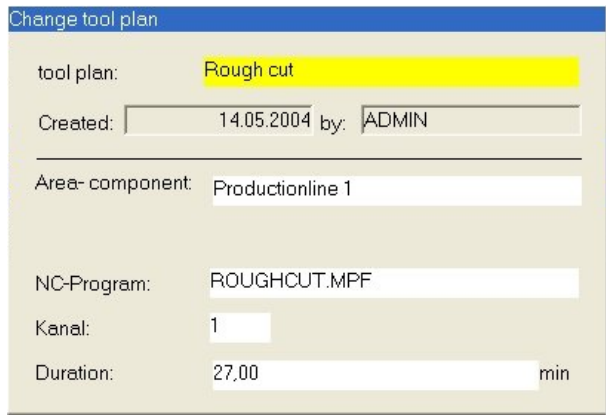 Change tool plan
tool plan: Rough cut
Created: 14.05.2004 by: ADMIN
Area- component: Productionline 1
NC-Program: ROUGHCUT.MPF
Kanal: 1
Duration: 27,00 min